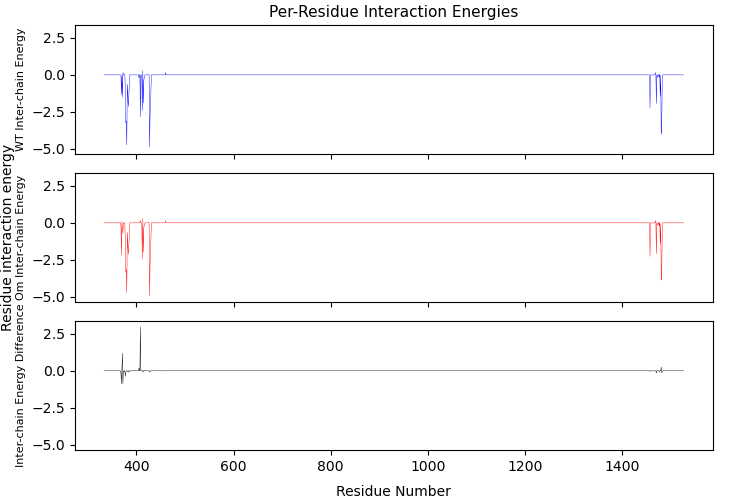 Per-Residue Interaction Energies
Residue interaction energy
WT Inter-chain Energy
2.5
0.0
−2.5
−5.0
Om Inter-chain Energy
2.5
0.0
−2.5
−5.0
Inter-chain Energy Difference
2.5
0.0
−2.5
−5.0
400 600 800 1000 1200 1400
Residue Number